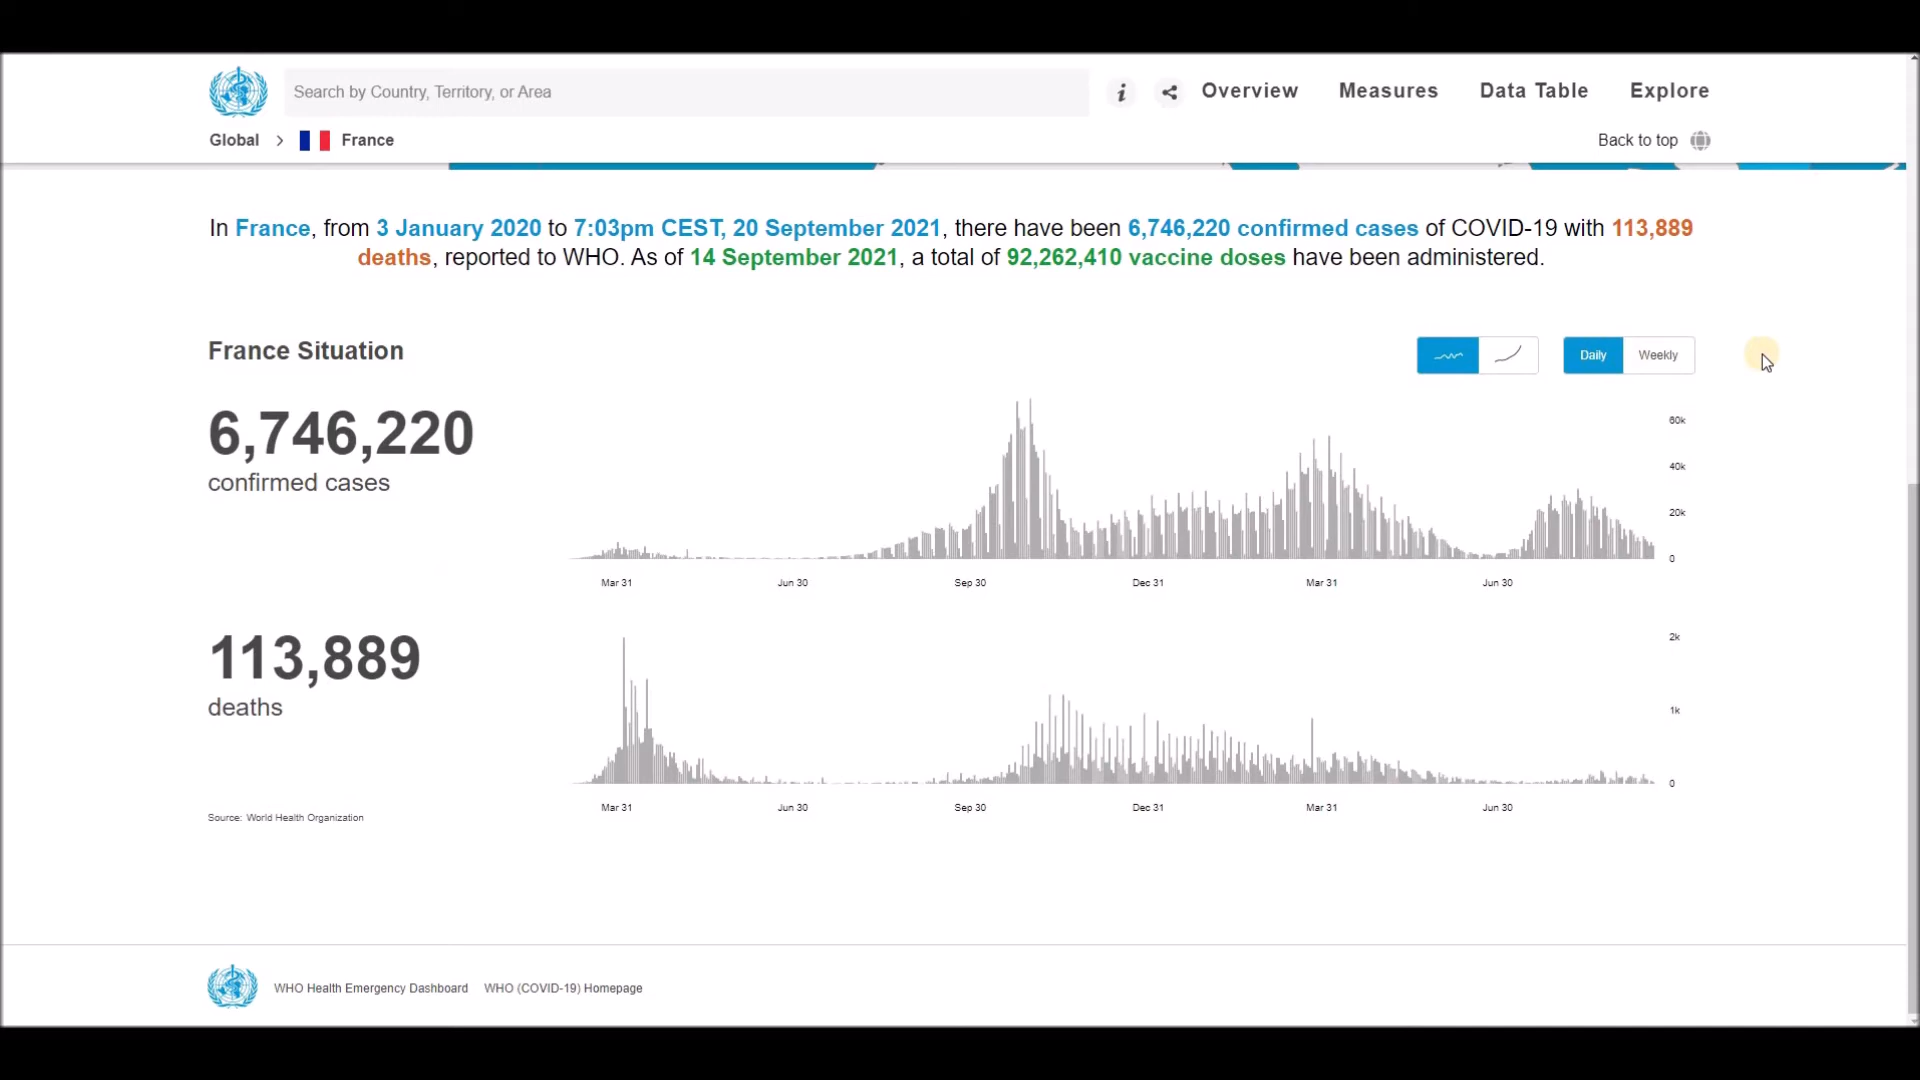 Search by Country, Territory, or Area
i
Overview
Measures
Data Table
Explore
Global > France
Back to top
In France, from 3 January 2020 to 7:03pm CEST, 20 September 2021, there have been 6,746,220 confirmed cases of COVID-19 with 113,889
deaths, reported to WHO. As of 14 September 2021, a total of 92,262,410 vaccine doses have been administered.
France Situation
Daily
Weekly
6,746,220
confirmed cases
60k
40k
20k
0
Mar 31
Jun 30
Sep 30
Dec 31
Mar 31
Jun 30
113,889
deaths
2k
1k
0
Mar 31
Jun 30
Sep 30
Dec 31
Mar 31
Jun 30
Source: World Health Organization
WHO Health Emergency Dashboard
WHO (COVID-19) Homepage